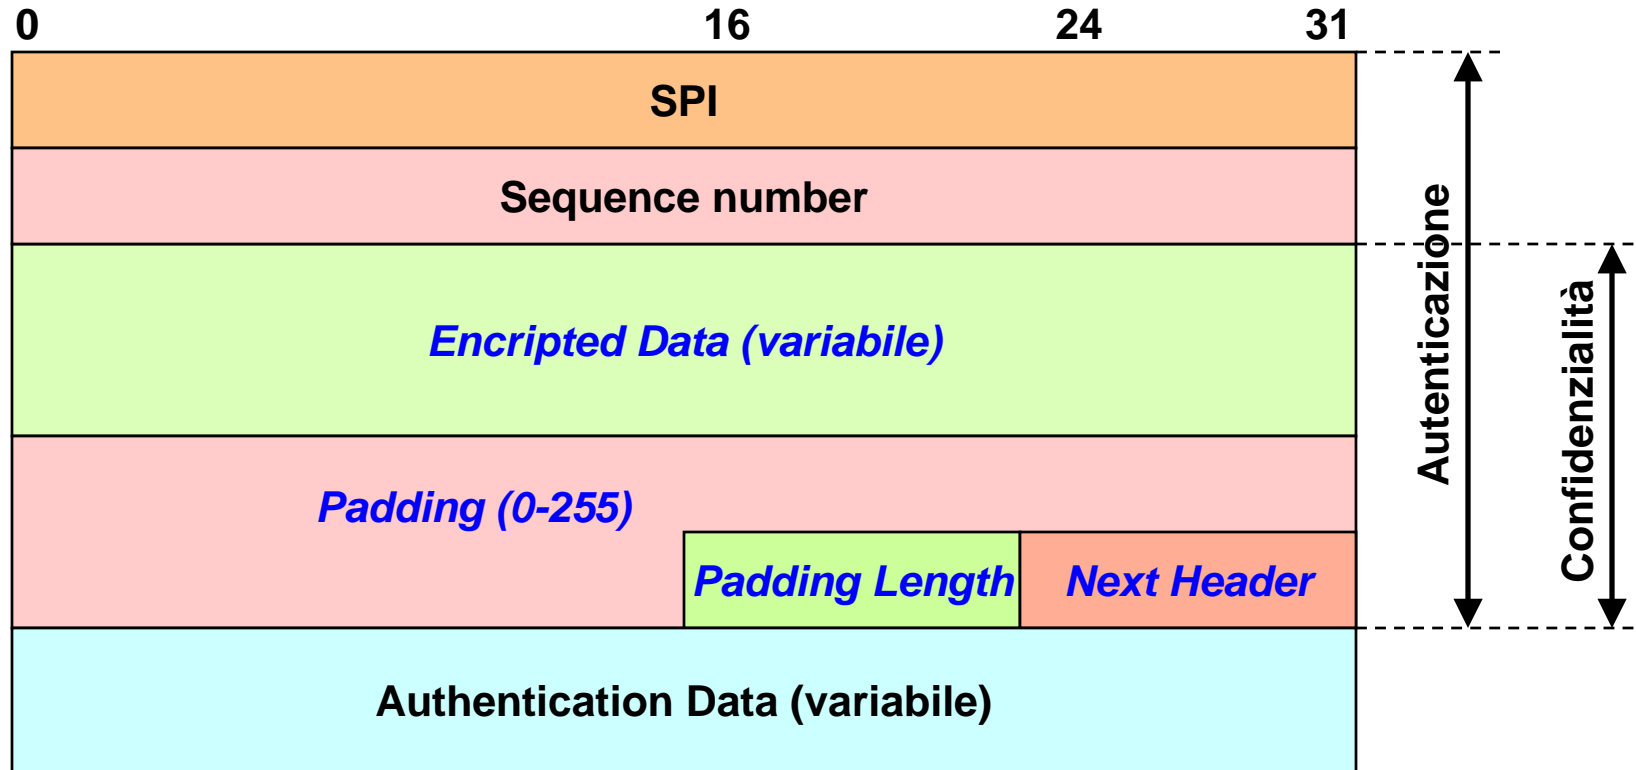 0 16 24 31
SPI
Sequence number
Encripted Data (variabile)
Padding (0-255)
Padding Length Next Header
Authentication Data (variabile)
Autenticazione
Confidenzialità